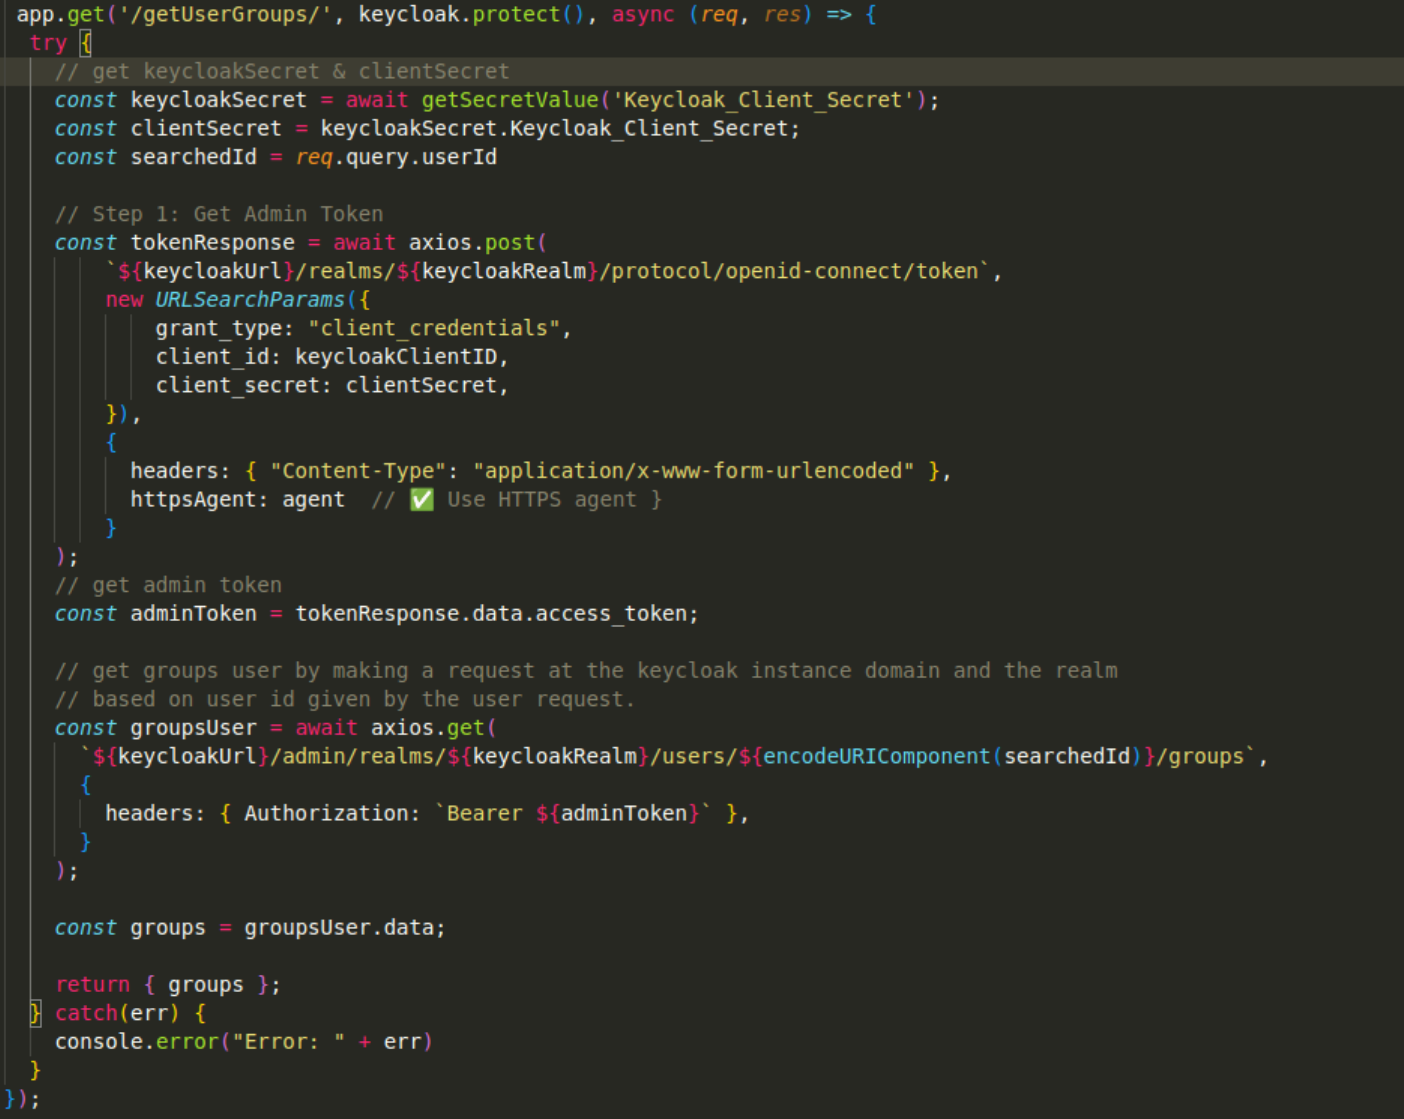 app.get('/getUserGroups/', keycloak.protect(), async (req, res) => {
  try {
    // get keycloakSecret & clientSecret
    const keycloakSecret = await getSecretValue('Keycloak_Client_Secret');
    const clientSecret = keycloakSecret.Keycloak_Client_Secret;
    const searchedId = req.query.userId

    // Step 1: Get Admin Token
    const tokenResponse = await axios.post(
        `${keycloakUrl}/realms/${keycloakRealm}/protocol/openid-connect/token`,
        new URLSearchParams({
            grant_type: "client_credentials",
            client_id: keycloakClientID,
            client_secret: clientSecret,
        }),
        {
          headers: { "Content-Type": "application/x-www-form-urlencoded" },
          httpsAgent: agent  // ✅ Use HTTPS agent }
        }
    );
    // get admin token
    const adminToken = tokenResponse.data.access_token;

    // get groups user by making a request at the keycloak instance domain and the realm
    // based on user id given by the user request.
    const groupsUser = await axios.get(
      `${keycloakUrl}/admin/realms/${keycloakRealm}/users/${encodeURIComponent(searchedId)}/groups`,
      {
        headers: { Authorization: `Bearer ${adminToken}` },
      }
    );

    const groups = groupsUser.data;

    return { groups };
  } catch(err) {
    console.error("Error: " + err)
  }
});